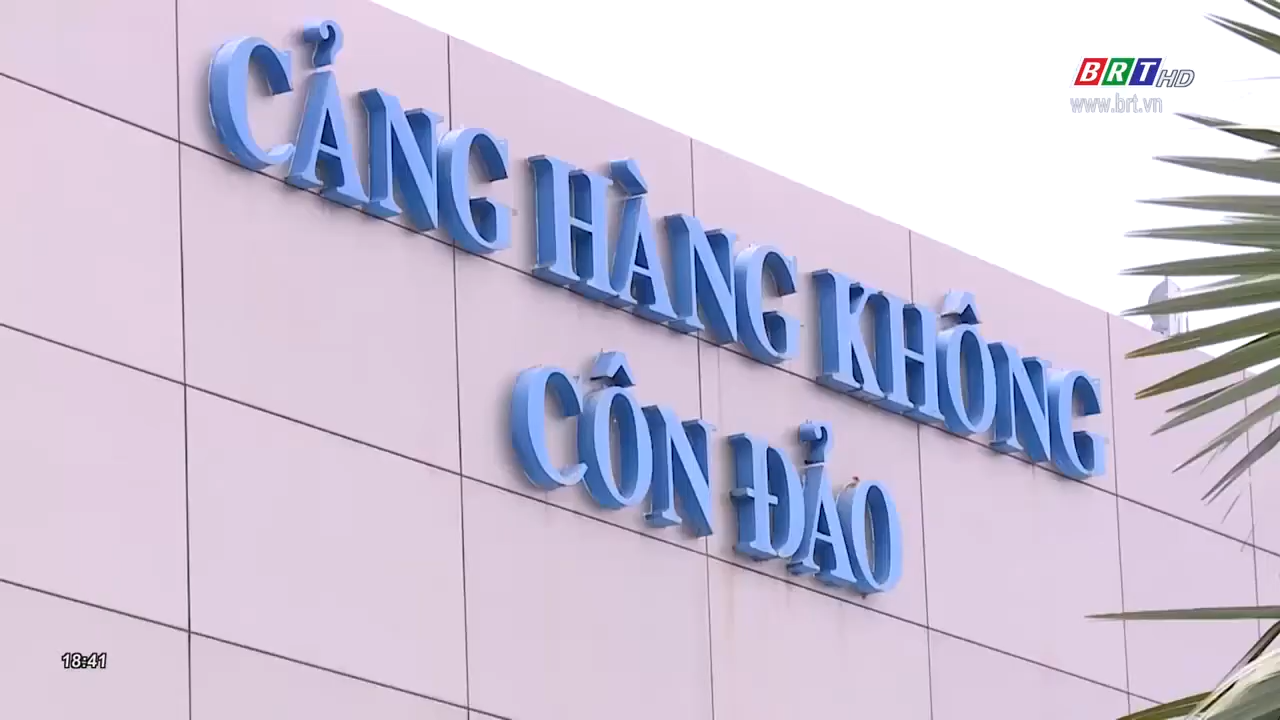 CẢNG HÀNG KHÔNG
CÔN ĐẢO
BRT HD
www.brt.vn
18:41